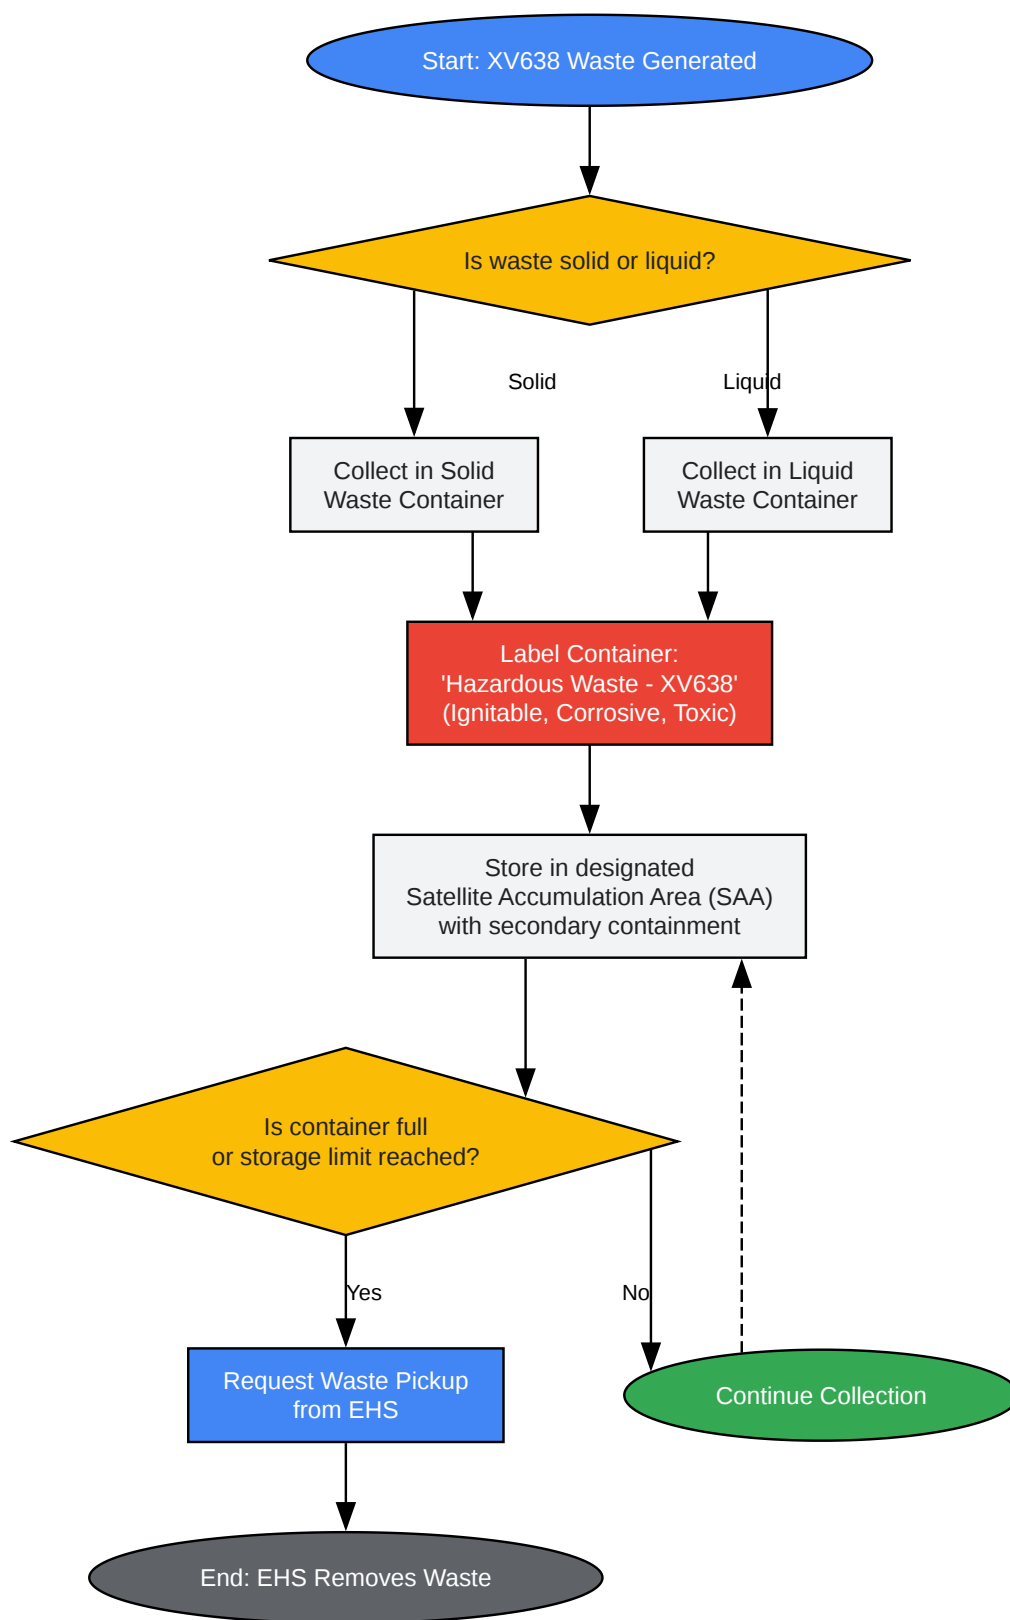 Start: XV638 Waste Generated
Is waste solid or liquid?
Solid
Liquid
Collect in Solid
Waste Container
Collect in Liquid
Waste Container
Label Container:
'Hazardous Waste - XV638'
(Ignitable, Corrosive, Toxic)
Store in designated
Satellite Accumulation Area (SAA)
with secondary containment
Is container full
or storage limit reached?
Yes
No
Request Waste Pickup
from EHS
Continue Collection
End: EHS Removes Waste